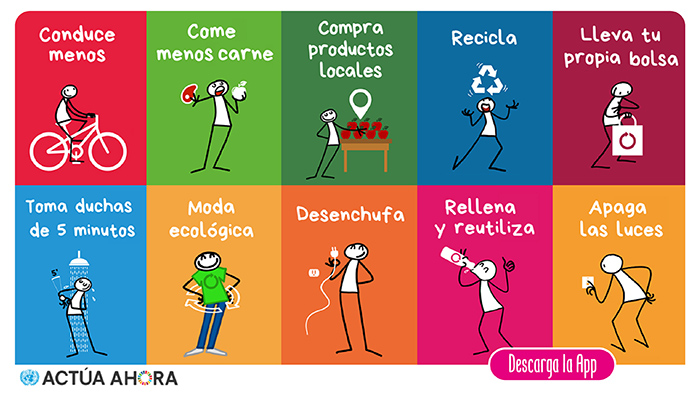 Conduce
menos
Come
menos carne
Compra
productos
locales
Recicla
Lleva tu
propia bolsa
Toma duchas
de 5 minutos
5'
Moda
ecológica
Desenchufa
Rellena
y reutiliza
Apaga
las luces
ACTÚA AHORA
Descarga la App